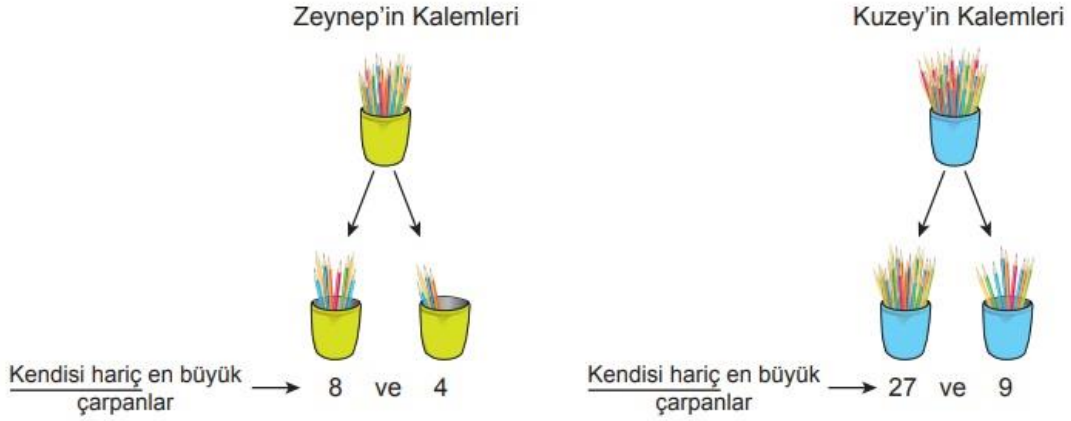 Zeynep'in Kalemleri
Kuzey'in Kalemleri
Kendisi hariç en büyük
çarpanlar
8 ve 4
Kendisi hariç en büyük
çarpanlar
27 ve 9